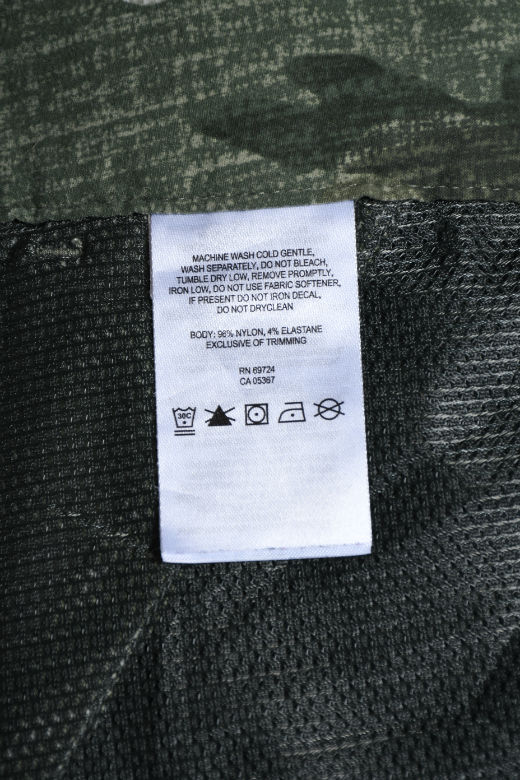 MACHINE WASH COLD GENTLE,
WASH SEPARATELY, DO NOT BLEACH,
TUMBLE DRY LOW, REMOVE PROMPTLY,
IRON LOW, DO NOT USE FABRIC SOFTENER,
IF PRESENT DO NOT IRON DECAL,
DO NOT DRYCLEAN
BODY: 96% NYLON, 4% ELASTANE
EXCLUSIVE OF TRIMMING
RN 69724
CA 05367
30C